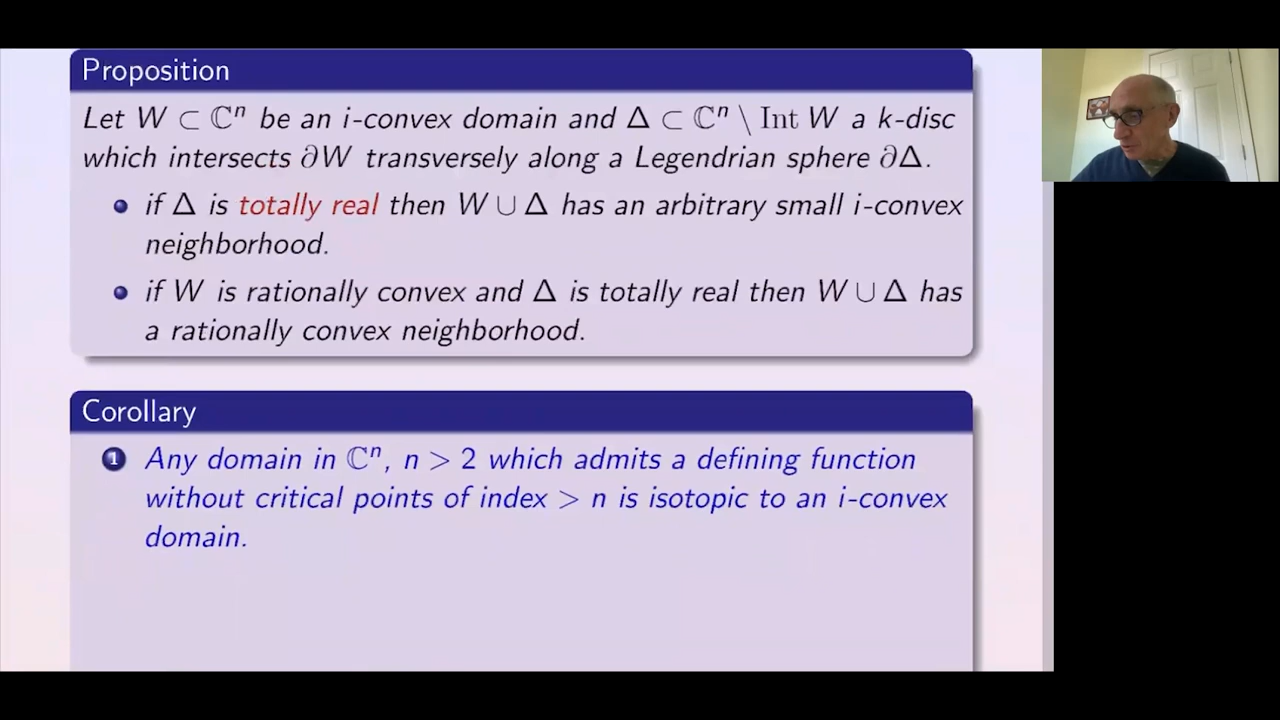 Proposition
Let W ⊂ ℂⁿ be an i-convex domain and Δ ⊂ ℂⁿ \ Int W a k-disc
which intersects ∂W transversely along a Legendrian sphere ∂Δ.
• if Δ is totally real then W ∪ Δ has an arbitrary small i-convex
neighborhood.
• if W is rationally convex and Δ is totally real then W ∪ Δ has
a rationally convex neighborhood.
Corollary
1 Any domain in ℂⁿ, n > 2 which admits a defining function
without critical points of index > n is isotopic to an i-convex
domain.